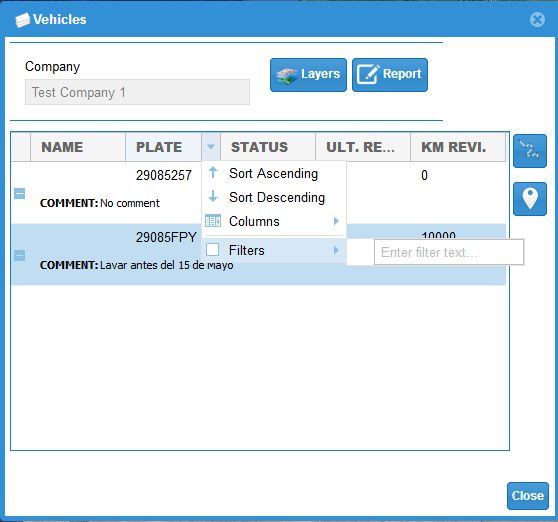 Vehicles
Company
Test Company 1
Layers
Report
NAME PLATE STATUS ULT. RE... KM REVI.
29085257 0
COMMENT: No comment
Sort Ascending
Sort Descending
Columns
29085FPY 10000
Filters
Enter filter text...
COMMENT: Lavar antes del 15 de Mayo
Close